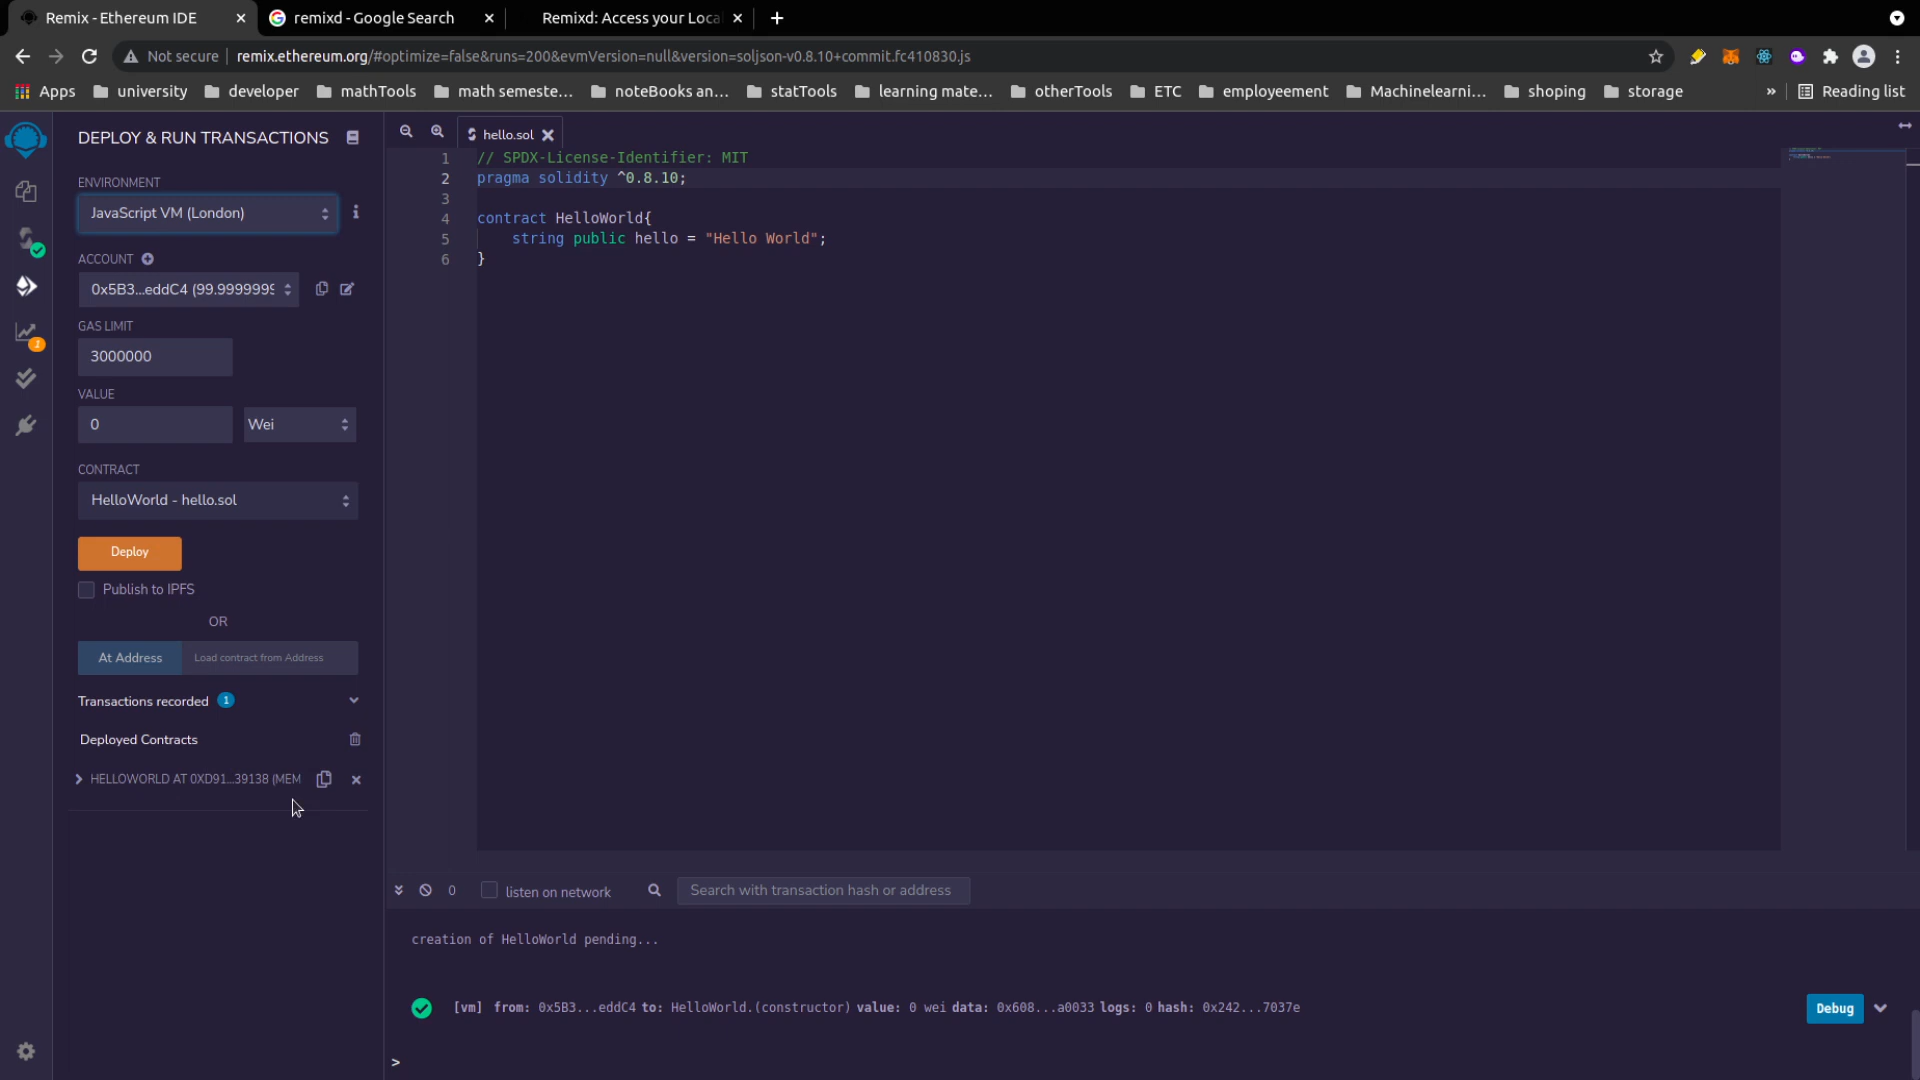 Remix - Ethereum IDE
remixd - Google Search
Remixd: Access your Loca
Not secure
remix.ethereum.org/#optimize=false&runs=200&evmVersion=null&version=soljson-v0.8.10+commit.fc410830.js
Apps
university
developer
mathTools
math semeste...
noteBooks an...
statTools
learning mate...
otherTools
ETC
employeement
Machinelearni...
shoping
storage
»
Reading list
DEPLOY & RUN TRANSACTIONS
ENVIRONMENT
JavaScript VM (London)
ACCOUNT
0x5B3...eddC4 (99.9999999
GAS LIMIT
3000000
VALUE
0
Wei
CONTRACT
HelloWorld - hello.sol
Deploy
Publish to IPFS
OR
At Address
Load contract from Address
Transactions recorded 1
Deployed Contracts
HELLOWORLD AT 0XD91...39138 (MEM
1
hello.sol
1 // SPDX-License-Identifier: MIT
2 pragma solidity ^0.8.10;
3
4 contract HelloWorld{
5 string public hello = "Hello World";
6 }
0
listen on network
Search with transaction hash or address
creation of HelloWorld pending...
[vm] from: 0x5B3...eddC4 to: HelloWorld.(constructor) value: 0 wei data: 0x608...a0033 logs: 0 hash: 0x242...7037e
Debug
>